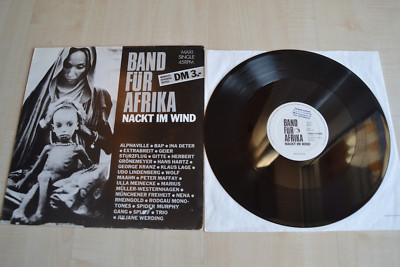 MAXI
SINGLE
45RPM
BAND
FÜR
AFRIKA
DM 3.-
NACKT IM WIND
ALPHAVILLE • BAP • INA DETER
• EXTRABREIT • GEIER
STURZFLUG • GITTE • HERBERT
GRÖNEMEYER • HANS HARTZ •
GEORGE KRANZ • KLAUS LAGE •
UDO LINDENBERG • WOLF
MAAHN • PETER MAFFAY •
ULLA MEINECKE • MARIUS
MÜLLER-WESTERNHAGEN •
MÜNCHENER FREIHEIT • NENA •
RHEINGOLD • RODGAU MONO-
TONES • SPIDER MURPHY
GANG • SPLIFF • TRIO
• JULIANE WERDING
BAND
FÜR
AFRIKA
NACKT IM WIND